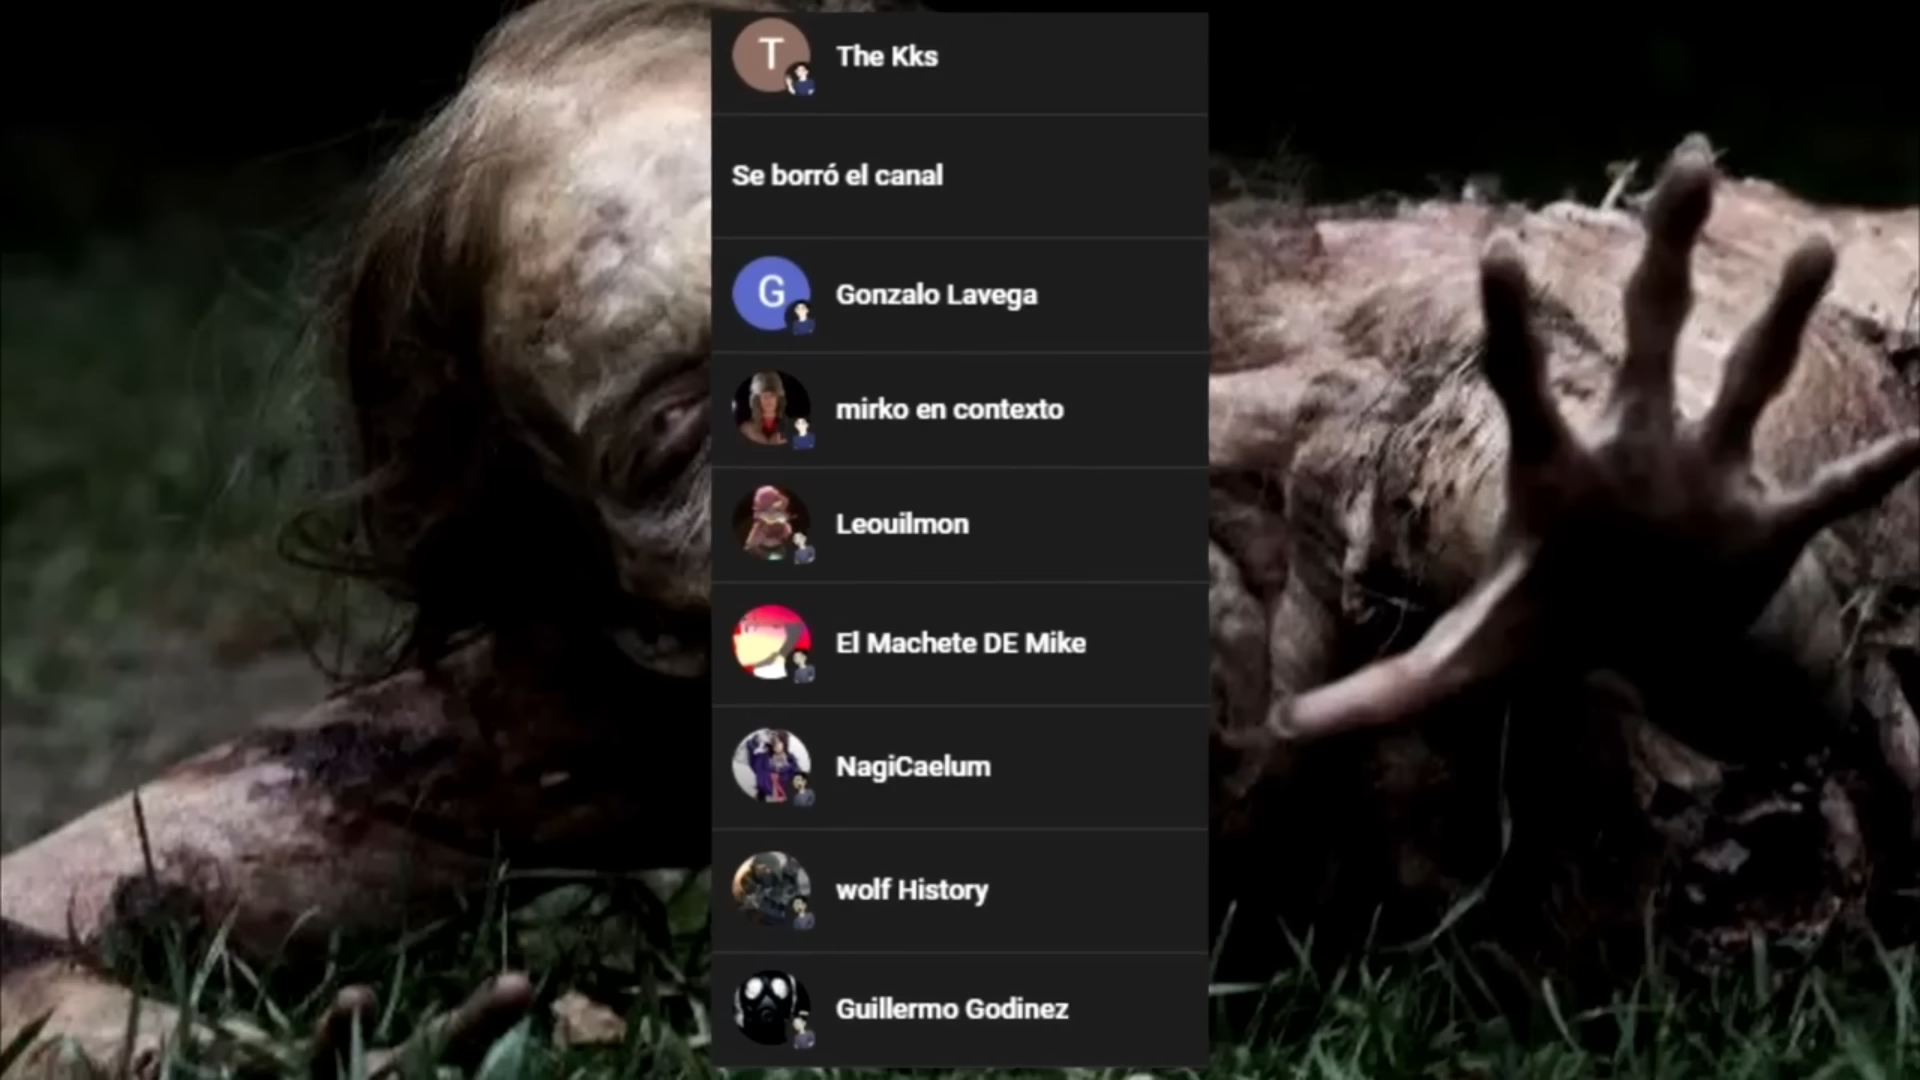 T
The Kks
Se borró el canal
G
Gonzalo Lavega
mirko en contexto
Leouilmon
El Machete DE Mike
NagiCaelum
wolf History
Guillermo Godinez